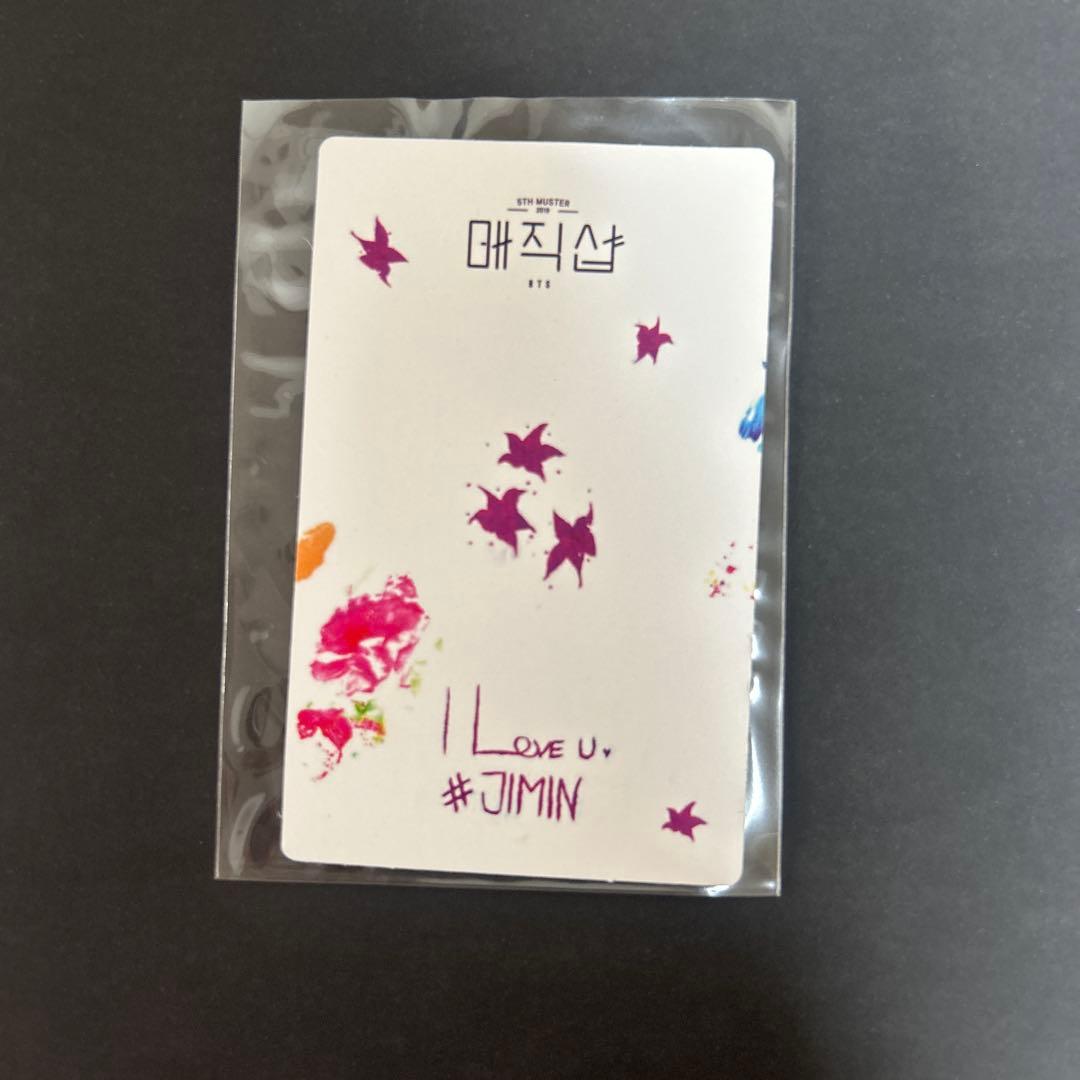 5TH MUSTER
2019
매직샵
BTS
I LOVE U.
#JIMIN